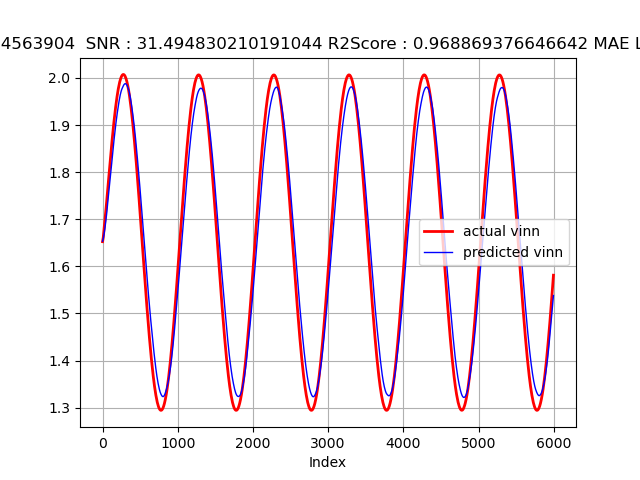 4563904  SNR : 31.494830210191044 R2Score : 0.968869376646642 MAE L
2.0
1.9
1.8
1.7
1.6
1.5
1.4
1.3
actual vinn
predicted vinn
0 1000 2000 3000 4000 5000 6000
Index